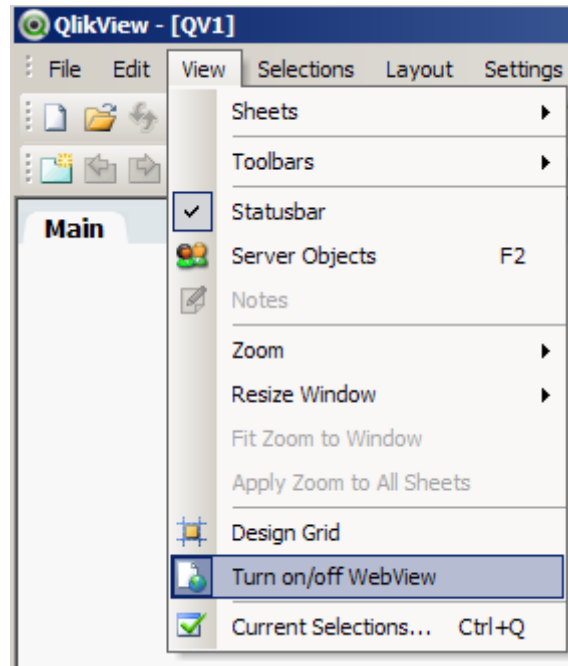 QlikView - [QV1]
File Edit View Selections Layout Settings
Sheets
Toolbars
Main
Statusbar
Server Objects F2
Notes
Zoom
Resize Window
Fit Zoom to Window
Apply Zoom to All Sheets
Design Grid
Turn on/off WebView
Current Selections... Ctrl+Q